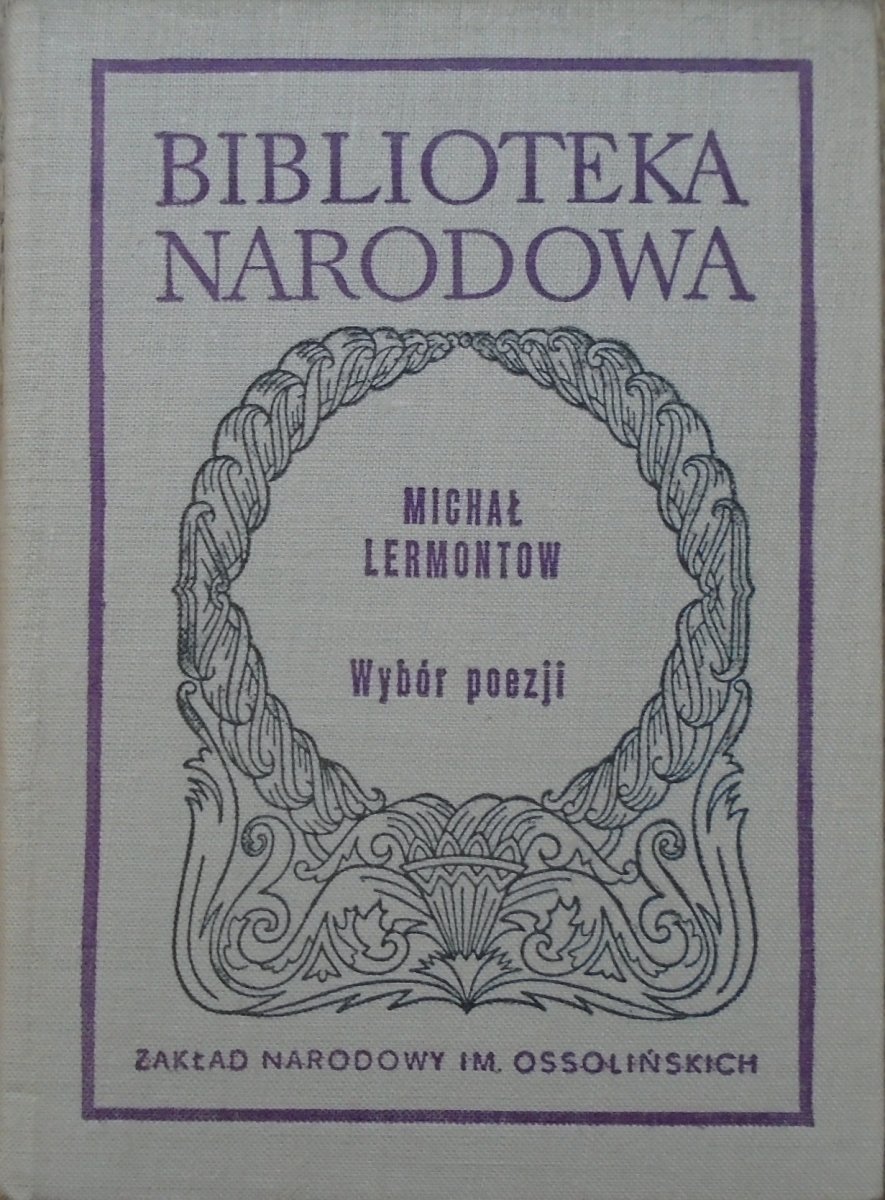 BIBLIOTEKA
NARODOWA
MICHAŁ
LERMONTOW
Wybór poezji
ZAKŁAD NARODOWY IM. OSSOLIŃSKICH